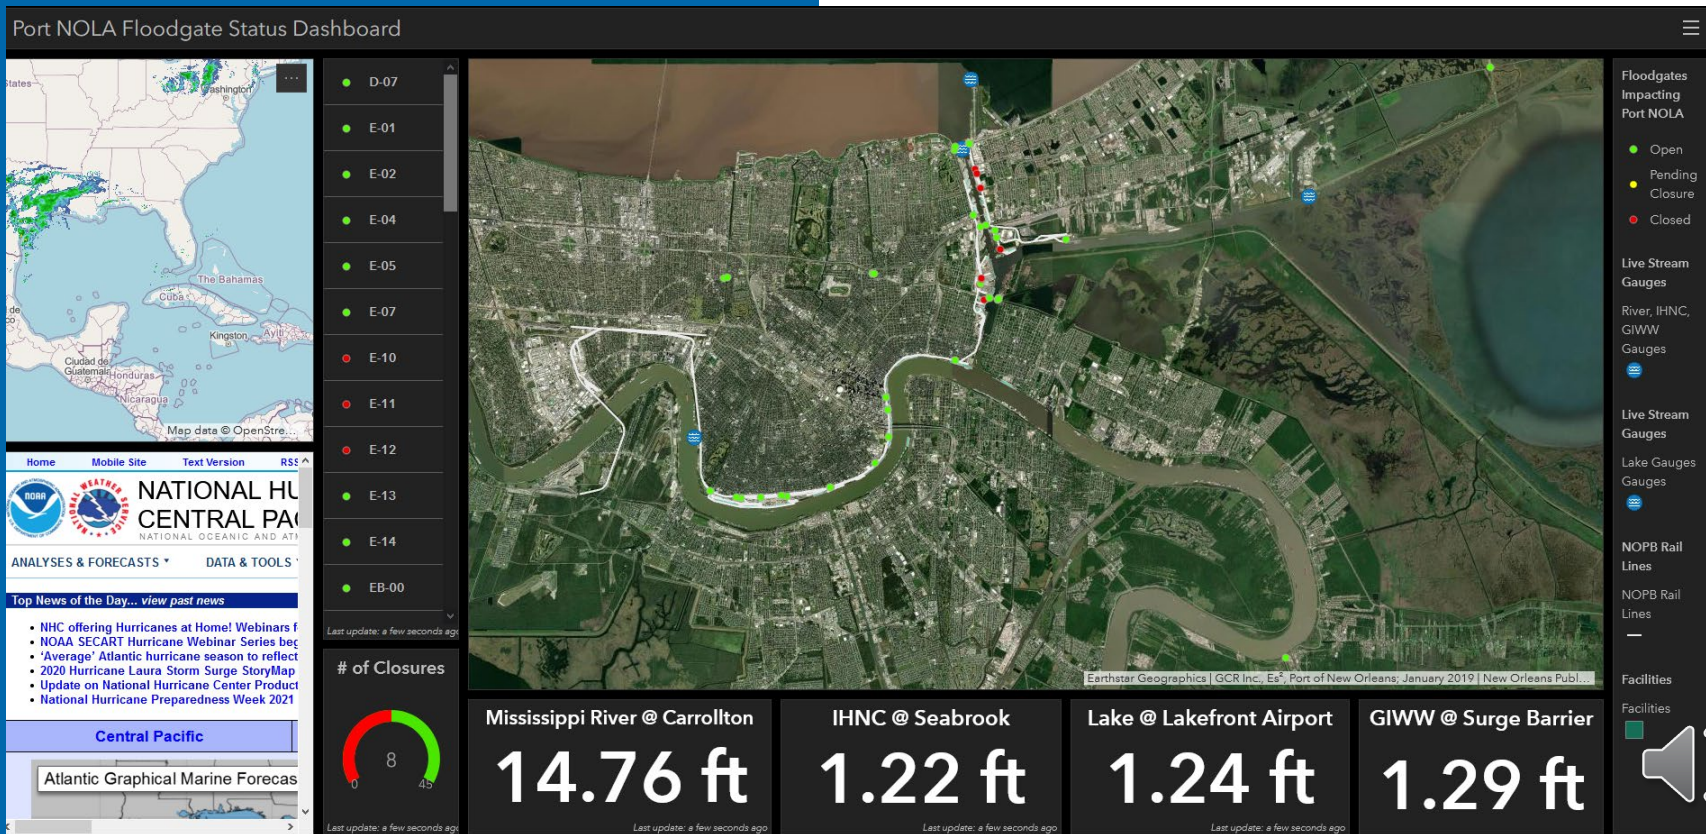 Port NOLA Floodgate Status Dashboard
States
Washington
The Bahamas
Cuba
Kingston
Ayiti
de
co
Ciudad de
Guatemala
Honduras
Nicaragua
Map data © OpenStre...
Home Mobile Site Text Version RSS
NOAA
NATIONAL HU
CENTRAL PA
NATIONAL OCEANIC AND ATM
ANALYSES & FORECASTS DATA & TOOLS
Top News of the Day... view past news
NHC offering Hurricanes at Home! Webinars f
NOAA SECART Hurricane Webinar Series beg
'Average' Atlantic hurricane season to reflect
2020 Hurricane Laura Storm Surge StoryMap
Update on National Hurricane Center Product
National Hurricane Preparedness Week 2021
Central Pacific
Atlantic Graphical Marine Forecas
D-07
E-01
E-02
E-04
E-05
E-07
E-10
E-11
E-12
E-13
E-14
EB-00
Last update: a few seconds ago
# of Closures
8
0 45
Last update: a few seconds ago
Earthstar Geographics | GCR Inc., Es², Port of New Orleans; January 2019 | New Orleans Publ...
Mississippi River @ Carrollton
14.76 ft
Last update: a few seconds ago
IHNC @ Seabrook
1.22 ft
Last update: a few seconds ago
Lake @ Lakefront Airport
1.24 ft
Last update: a few seconds ago
GIWW @ Surge Barrier
1.29 ft
Floodgates
Impacting
Port NOLA
Open
Pending
Closure
Closed
Live Stream
Gauges
River, IHNC,
GIWW
Gauges
Live Stream
Gauges
Lake Gauges
Gauges
NOPB Rail
Lines
NOPB Rail
Lines
Facilities
Facilities